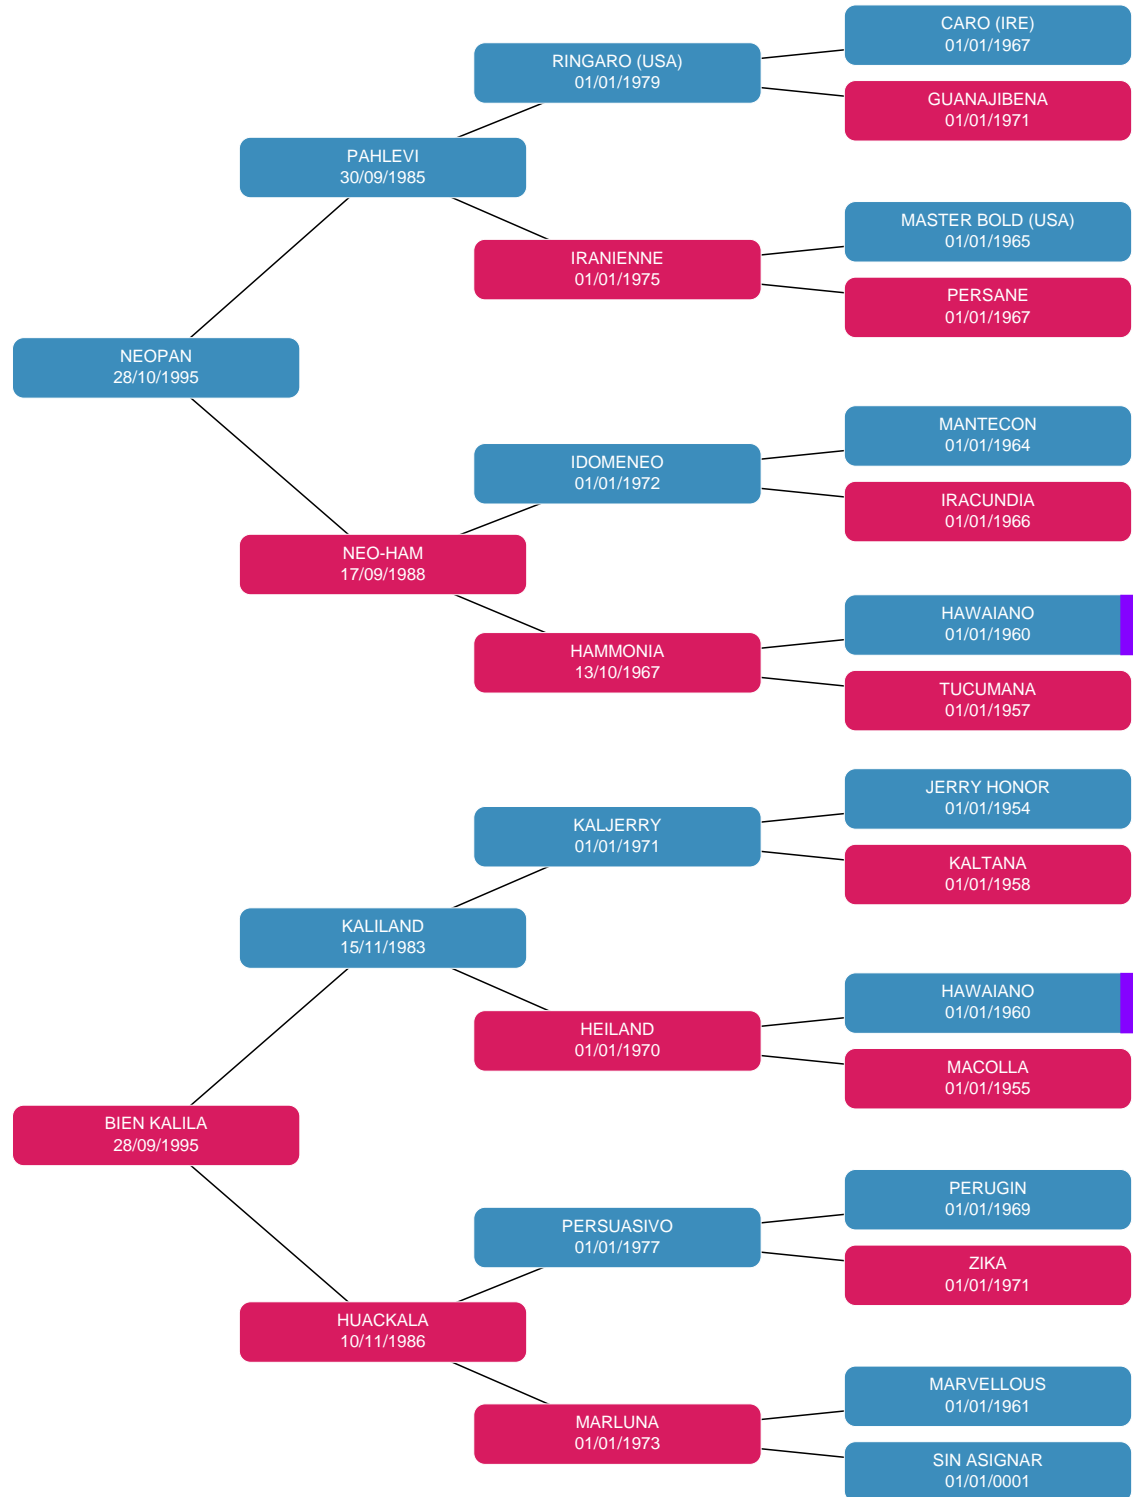 CARO (IRE)
01/01/1967
RINGARO (USA)
01/01/1979
GUANAJIBENA
01/01/1971
PAHLEVI
30/09/1985
MASTER BOLD (USA)
01/01/1965
IRANIENNE
01/01/1975
PERSANE
01/01/1967
NEOPAN
28/10/1995
MANTECON
01/01/1964
IDOMENEO
01/01/1972
IRACUNDIA
01/01/1966
NEO-HAM
17/09/1988
HAWAIANO
01/01/1960
HAMMONIA
13/10/1967
TUCUMANA
01/01/1957
JERRY HONOR
01/01/1954
KALJERRY
01/01/1971
KALTANA
01/01/1958
KALILAND
15/11/1983
HAWAIANO
01/01/1960
HEILAND
01/01/1970
MACOLLA
01/01/1955
BIEN KALILA
28/09/1995
PERUGIN
01/01/1969
PERSUASIVO
01/01/1977
ZIKA
01/01/1971
HUACKALA
10/11/1986
MARVELLOUS
01/01/1961
MARLUNA
01/01/1973
SIN ASIGNAR
01/01/0001